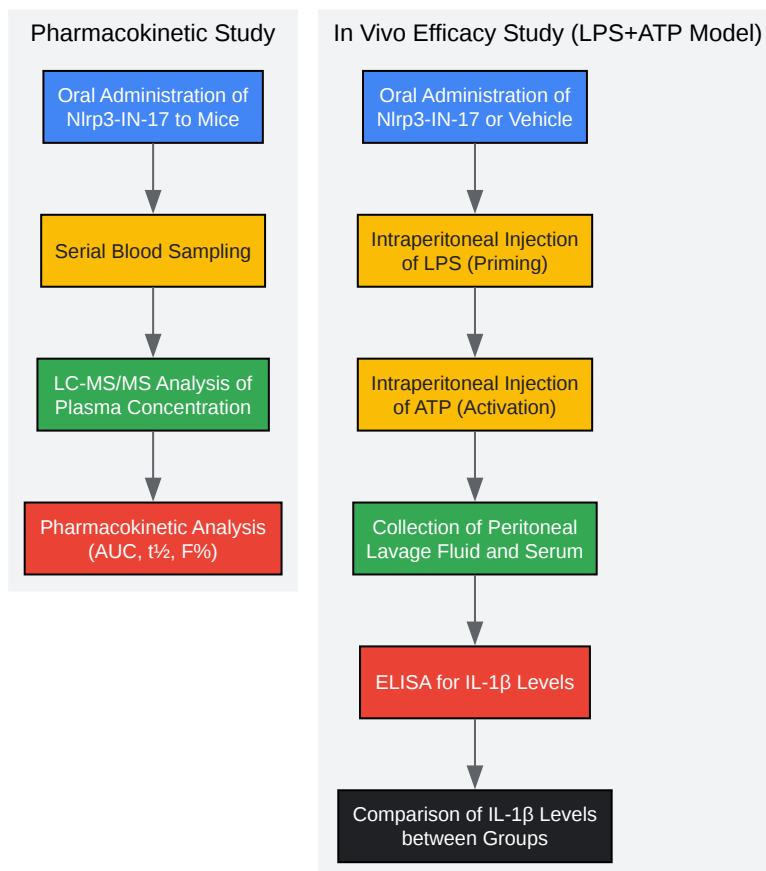 Pharmacokinetic Study
Oral Administration of
Nlrp3-IN-17 to Mice
Serial Blood Sampling
LC-MS/MS Analysis of
Plasma Concentration
Pharmacokinetic Analysis
(AUC, t½, F%)
In Vivo Efficacy Study (LPS+ATP Model)
Oral Administration of
Nlrp3-IN-17 or Vehicle
Intraperitoneal Injection
of LPS (Priming)
Intraperitoneal Injection
of ATP (Activation)
Collection of Peritoneal
Lavage Fluid and Serum
ELISA for IL-1β Levels
Comparison of IL-1β Levels
between Groups